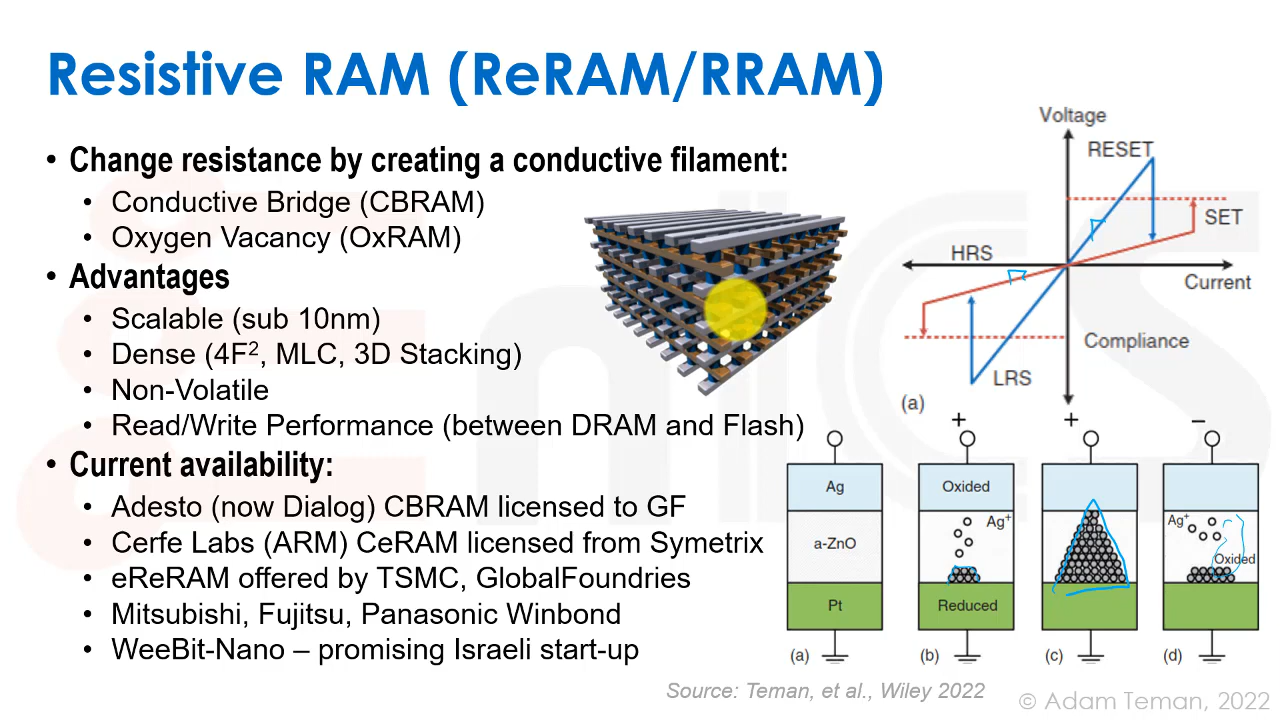 Resistive RAM (ReRAM/RRAM)
• Change resistance by creating a conductive filament:
• Conductive Bridge (CBRAM)
• Oxygen Vacancy (OxRAM)
• Advantages
• Scalable (sub 10nm)
• Dense (4F², MLC, 3D Stacking)
• Non-Volatile
• Read/Write Performance (between DRAM and Flash)
• Current availability:
• Adesto (now Dialog) CBRAM licensed to GF
• Cerfe Labs (ARM) CeRAM licensed from Symetrix
• eReRAM offered by TSMC, GlobalFoundries
• Mitsubishi, Fujitsu, Panasonic Winbond
• WeeBit-Nano – promising Israeli start-up
Voltage
RESET
SET
HRS
Current
Compliance
LRS
(a)
+ + −
Ag Oxided
Ag⁺ Ag⁺
a-ZnO
Oxided
Pt Reduced
(a) (b) (c) (d)
Source: Teman, et al., Wiley 2022
© Adam Teman, 2022
emics